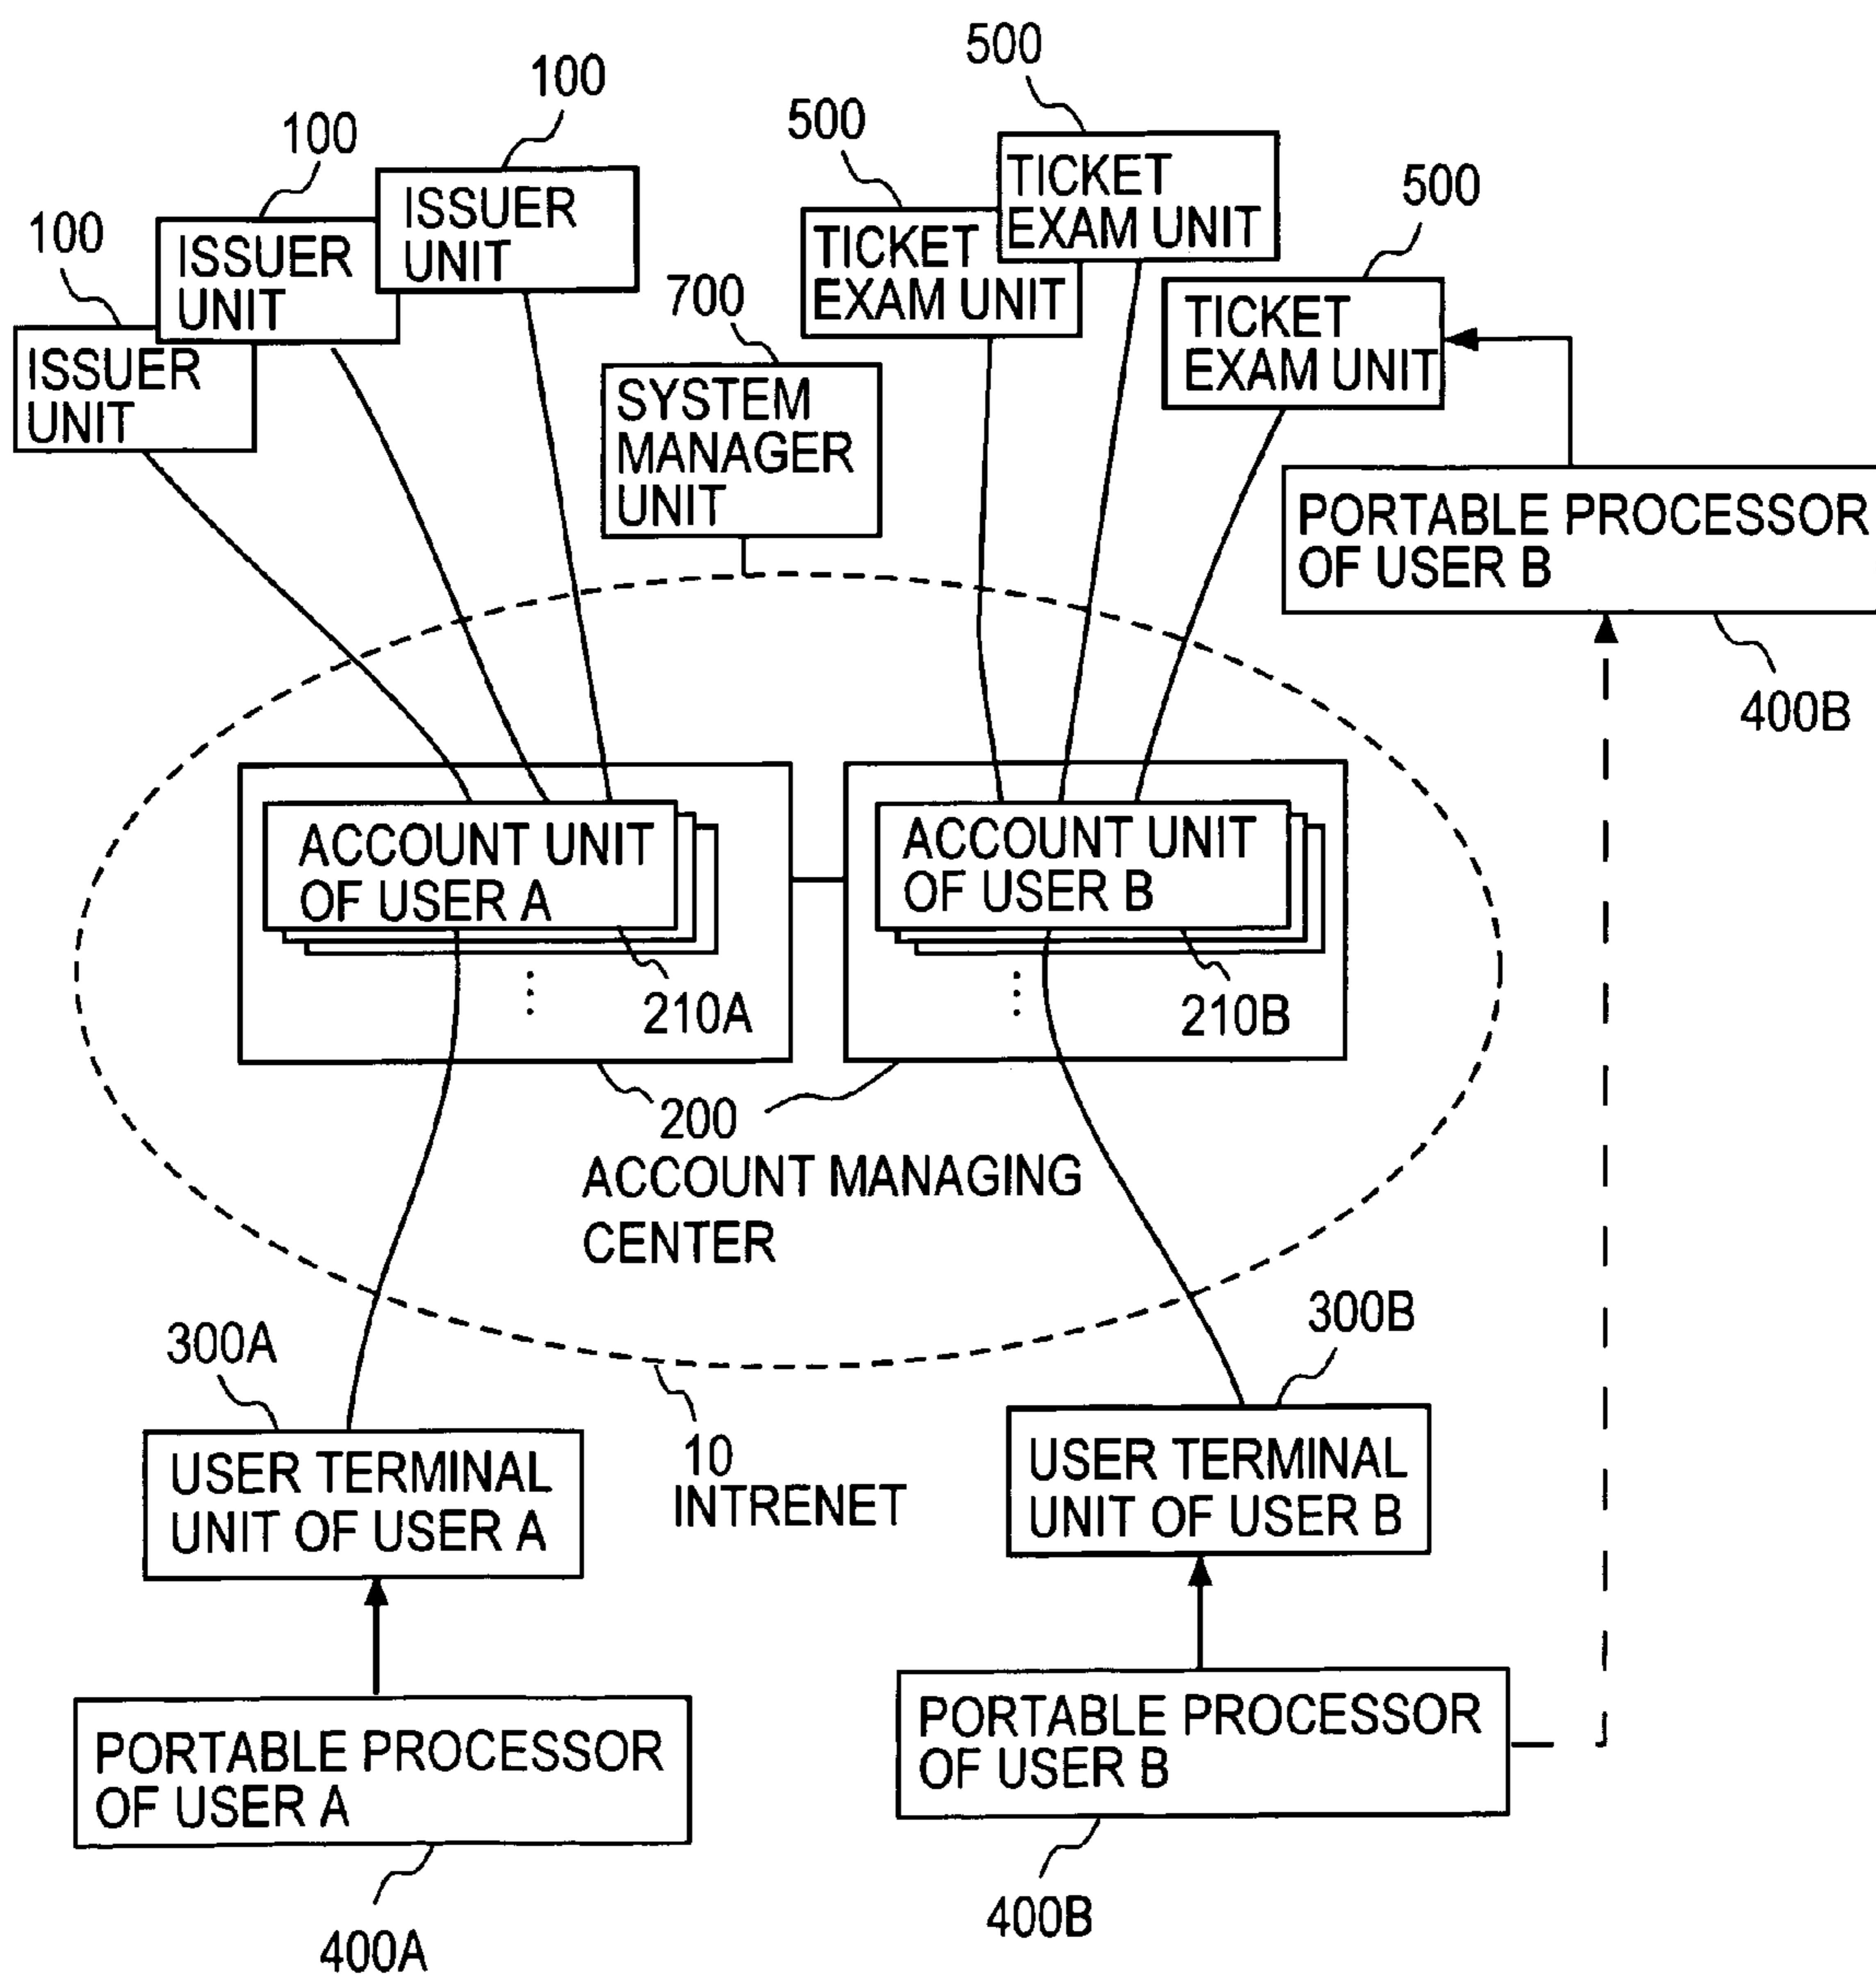 500
100
500
100
TICKET
EXAM UNIT
500
ISSUER
UNIT
100
TICKET
EXAM UNIT
ISSUER
UNIT
700
TICKET
EXAM UNIT
ISSUER
UNIT
SYSTEM
MANAGER
UNIT
PORTABLE PROCESSOR
OF USER B
400B
ACCOUNT UNIT
OF USER A
ACCOUNT UNIT
OF USER B
210A
210B
200
ACCOUNT MANAGING
CENTER
300A
300B
10
INTRENET
USER TERMINAL
UNIT OF USER A
USER TERMINAL
UNIT OF USER B
PORTABLE PROCESSOR
OF USER A
PORTABLE PROCESSOR
OF USER B
400A
400B